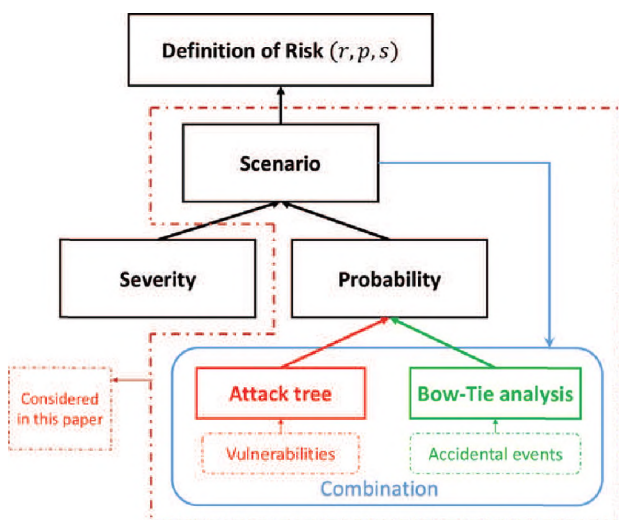 Definition of Risk (r, p, s)
Scenario
Severity
Probability
Considered
in this paper
Attack tree
Bow-Tie analysis
Vulnerabilities
Accidental events
Combination